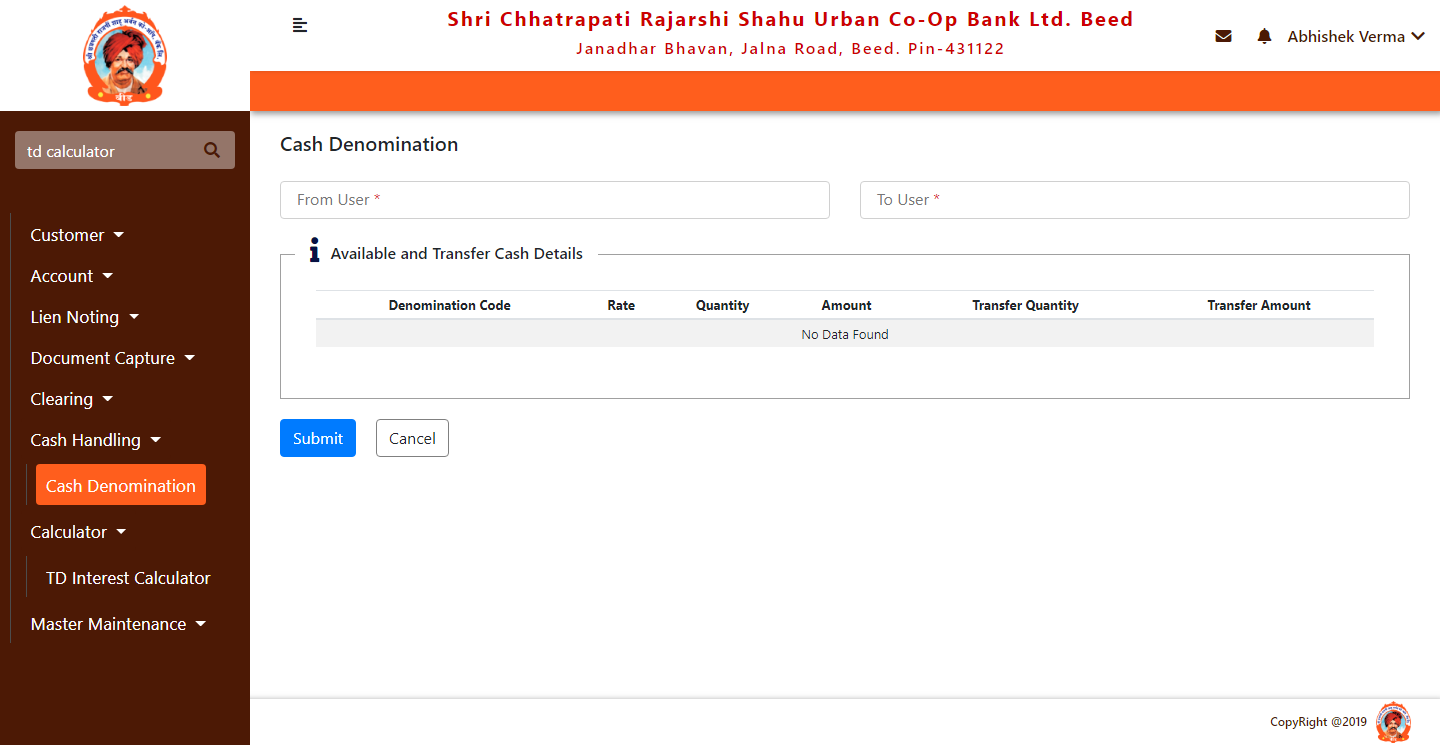 Shri Chhatrapati Rajarshi Shahu Urban Co-Op Bank Ltd. Beed
Janadhar Bhavan, Jalna Road, Beed. Pin-431122
Abhishek Verma
बीड
td calculator
Customer
Account
Lien Noting
Document Capture
Clearing
Cash Handling
Cash Denomination
Calculator
TD Interest Calculator
Master Maintenance
Cash Denomination
From User *
To User *
Available and Transfer Cash Details
Denomination Code Rate Quantity Amount Transfer Quantity Transfer Amount
No Data Found
Submit
Cancel
CopyRight @2019